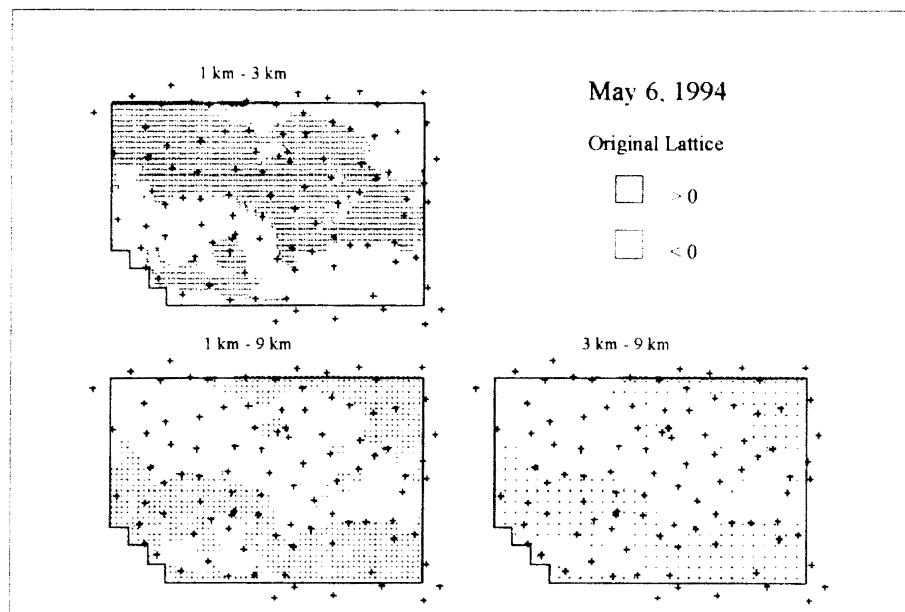 1 km - 3 km
May 6, 1994
Original Lattice
> 0
< 0
1 km - 9 km
3 km - 9 km